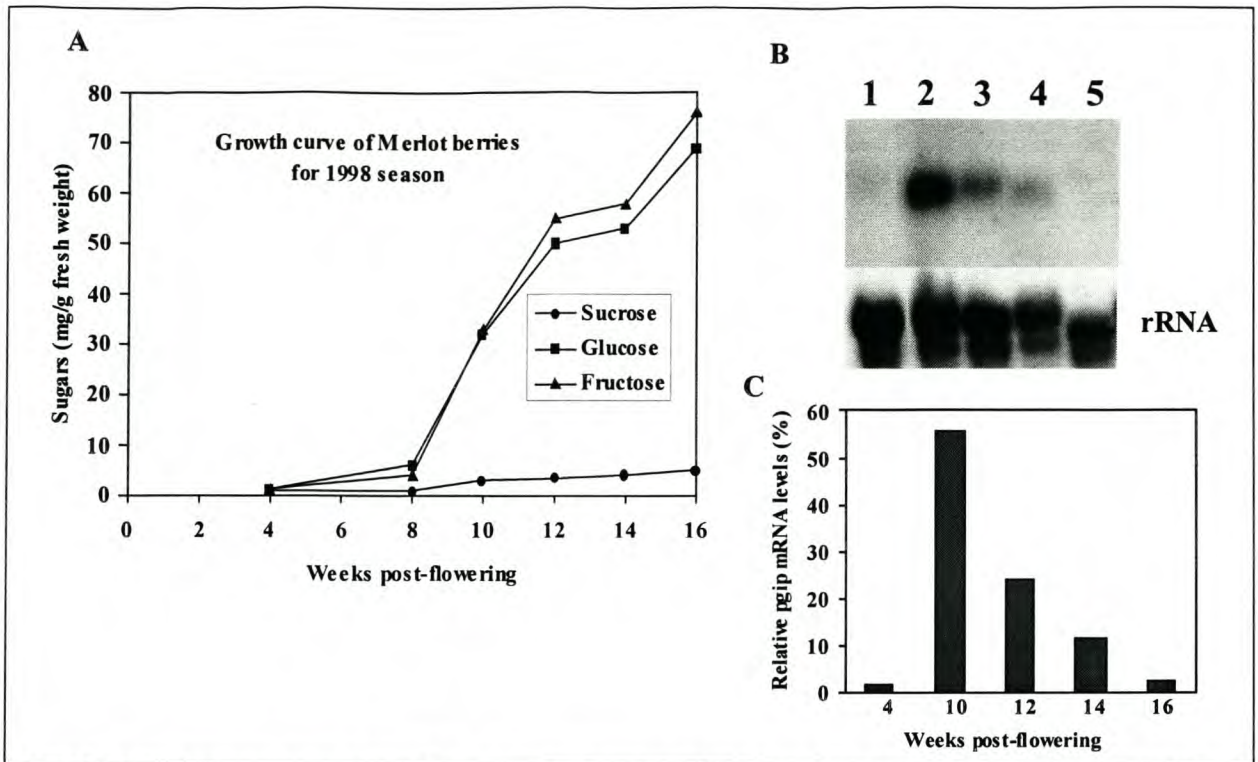 A
80
70
60
50
40
30
20
10
0
Sugars (mg/g fresh weight)
Growth curve of Merlot berries
for 1998 season
Sucrose
Glucose
Fructose
0 2 4 6 8 10 12 14 16
Weeks post-flowering
B
1 2 3 4 5
rRNA
C
60
50
40
30
20
10
0
Relative pgip mRNA levels (%)
4 10 12 14 16
Weeks post-flowering